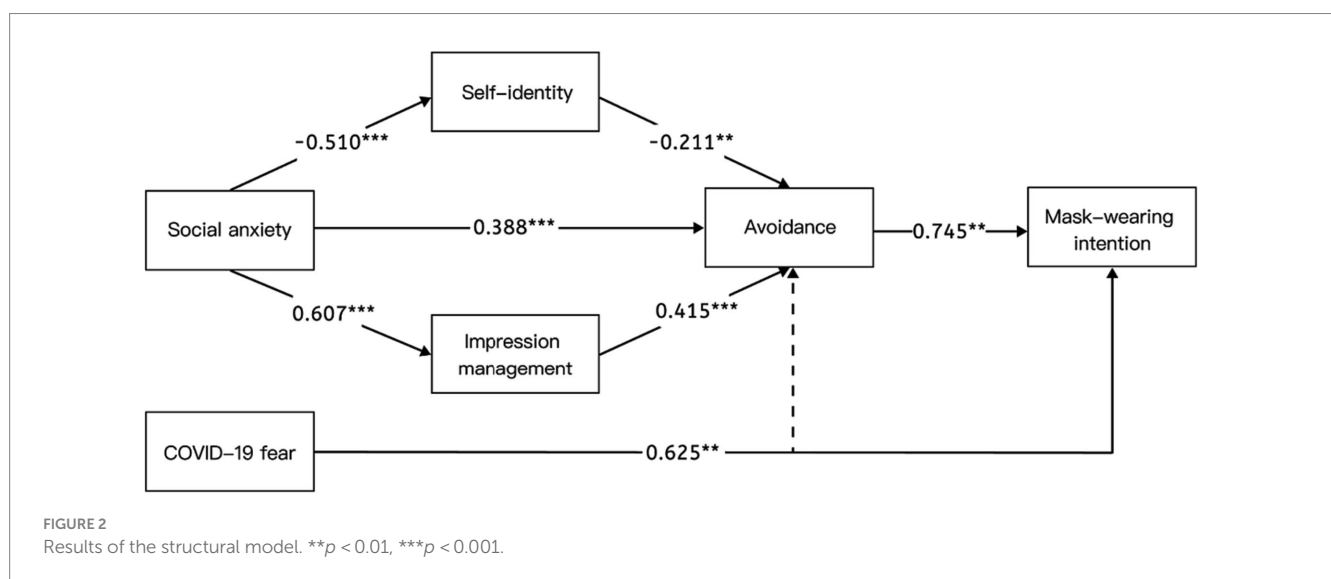 Self–identity
-0.510***
-0.211**
Social anxiety
0.388***
Avoidance
0.745**
Mask–wearing
intention
0.607***
0.415***
Impression
management
COVID–19 fear
0.625**
FIGURE 2
Results of the structural model. **p < 0.01, ***p < 0.001.